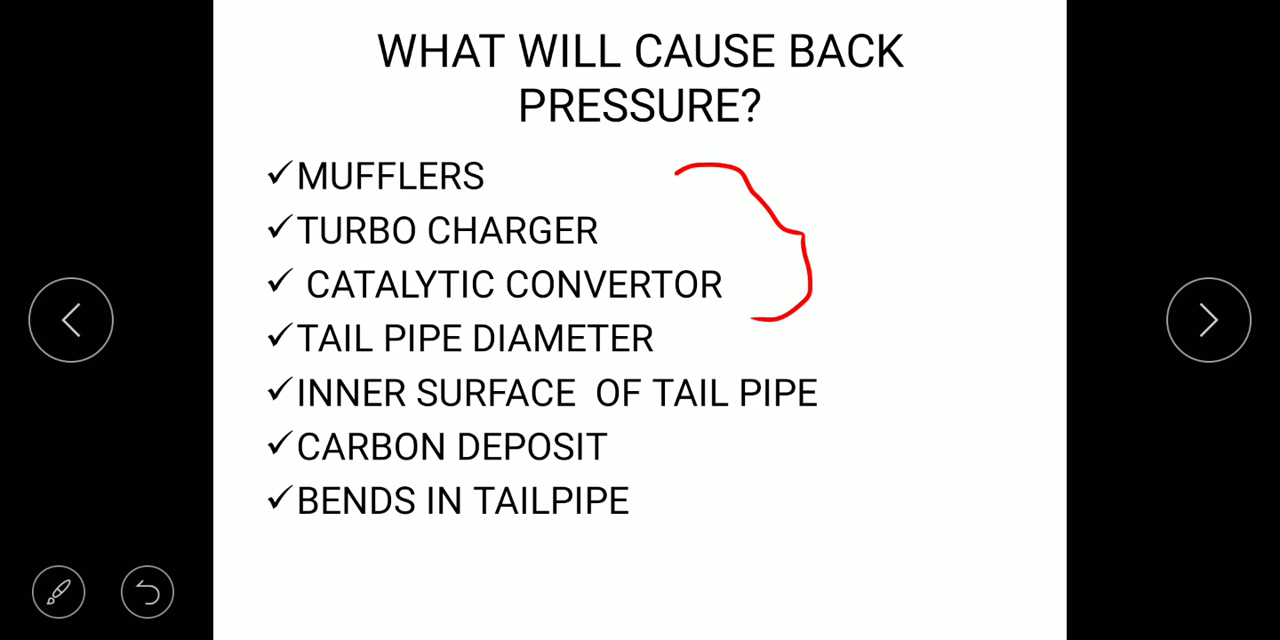 WHAT WILL CAUSE BACK
PRESSURE?
✓MUFFLERS
✓TURBO CHARGER
✓ CATALYTIC CONVERTOR
✓TAIL PIPE DIAMETER
✓INNER SURFACE OF TAIL PIPE
✓CARBON DEPOSIT
✓BENDS IN TAILPIPE